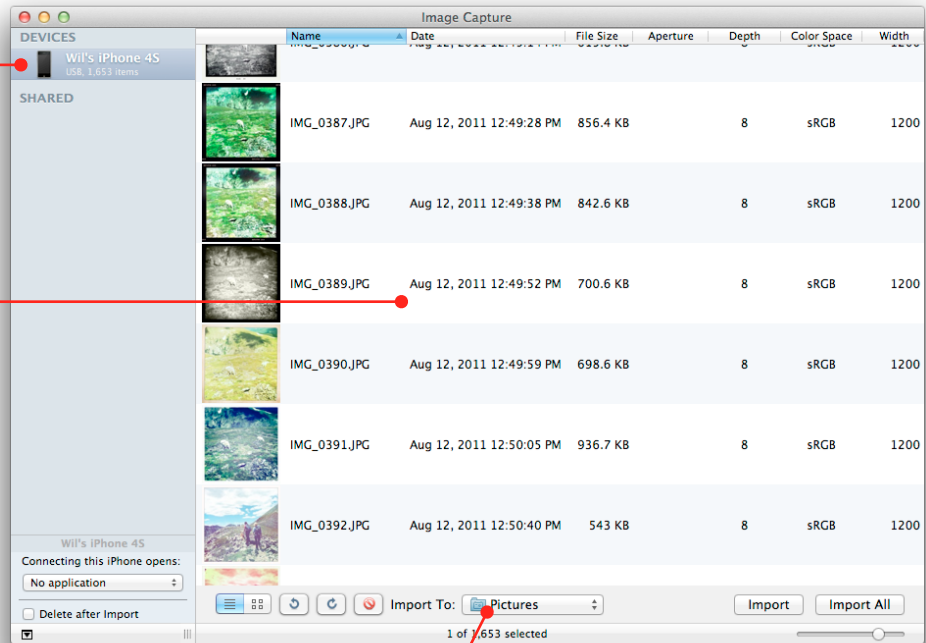 Image Capture
DEVICES
Wil's iPhone 4S
USB, 1,653 items
SHARED
Name Date File Size Aperture Depth Color Space Width
IMG_0387.JPG Aug 12, 2011 12:49:28 PM 856.4 KB 8 sRGB 1200
IMG_0388.JPG Aug 12, 2011 12:49:38 PM 842.6 KB 8 sRGB 1200
IMG_0389.JPG Aug 12, 2011 12:49:52 PM 700.6 KB 8 sRGB 1200
IMG_0390.JPG Aug 12, 2011 12:49:59 PM 698.6 KB 8 sRGB 1200
IMG_0391.JPG Aug 12, 2011 12:50:05 PM 936.7 KB 8 sRGB 1200
IMG_0392.JPG Aug 12, 2011 12:50:40 PM 543 KB 8 sRGB 1200
Wil's iPhone 4S
Connecting this iPhone opens:
No application
Delete after Import
Import To: Pictures Import Import All
1 of 1,653 selected